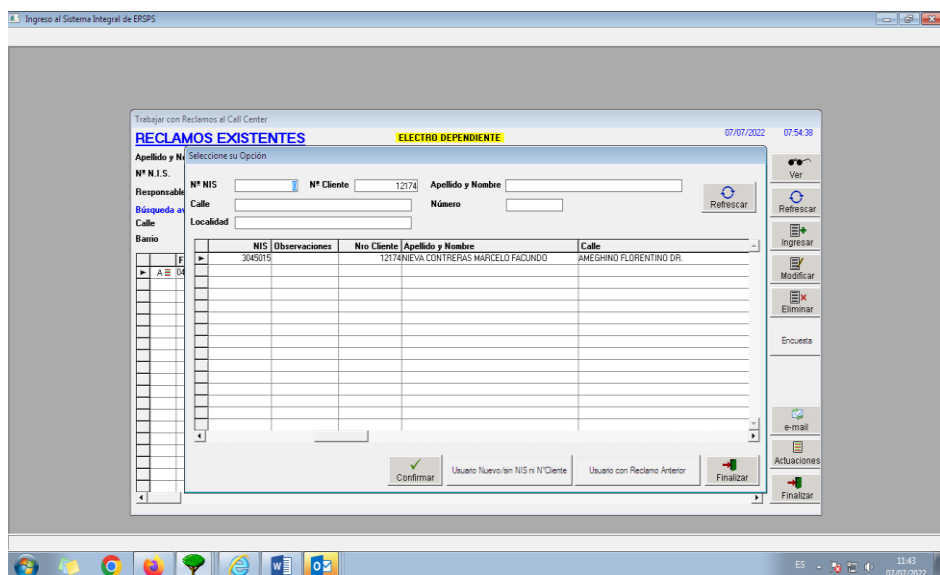 Ingreso al Sistema Integral de ERSPS
Trabajar con Reclamos al Call Center
RECLAMOS EXISTENTES
ELECTRO DEPENDIENTE
07/07/2022 07:54:38
Apellido y N
Nº N.I.S.
Responsable
Búsqueda av
Calle
Barrio
F
A 04
Seleccione su Opción
Nº NIS 0 Nº Cliente 12174 Apellido y Nombre
Calle Número
Localidad
Refrescar
NIS Observaciones Nro Cliente Apellido y Nombre Calle
3045015 12174 NIEVA CONTRERAS MARCELO FACUNDO AMEGHINO FLORENTINO DR.
Confirmar Usuario Nuevo/sin NIS ni N°Cliente Usuario con Reclamo Anterior Finalizar
Ver
Refrescar
Ingresar
Modificar
Eliminar
Encuesta
e-mail
Actuaciones
Finalizar
ES 11:43
07/07/2022